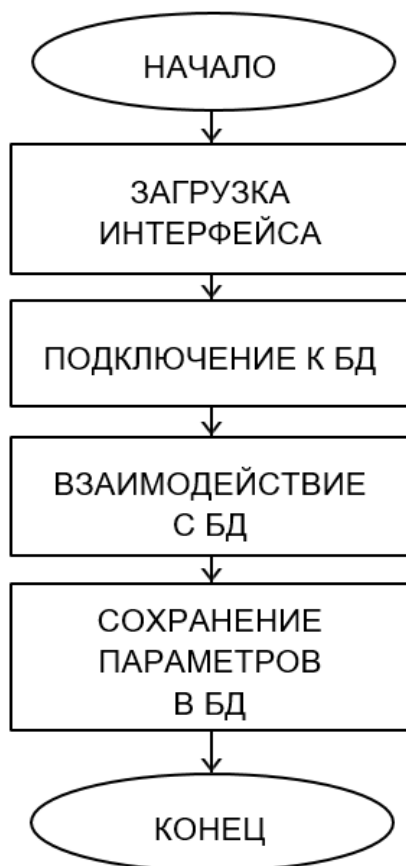 НАЧАЛО
ЗАГРУЗКА
ИНТЕРФЕЙСА
ПОДКЛЮЧЕНИЕ К БД
ВЗАИМОДЕЙСТВИЕ
С БД
СОХРАНЕНИЕ
ПАРАМЕТРОВ
В БД
КОНЕЦ